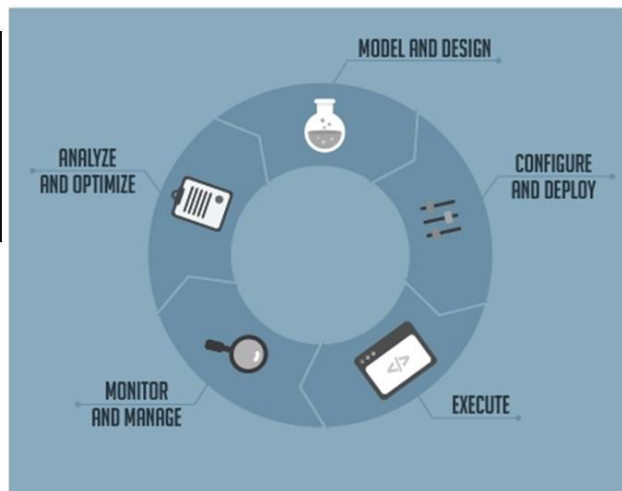 MODEL AND DESIGN
CONFIGURE
AND DEPLOY
</>
EXECUTE
MONITOR
AND MANAGE
ANALYZE
AND OPTIMIZE